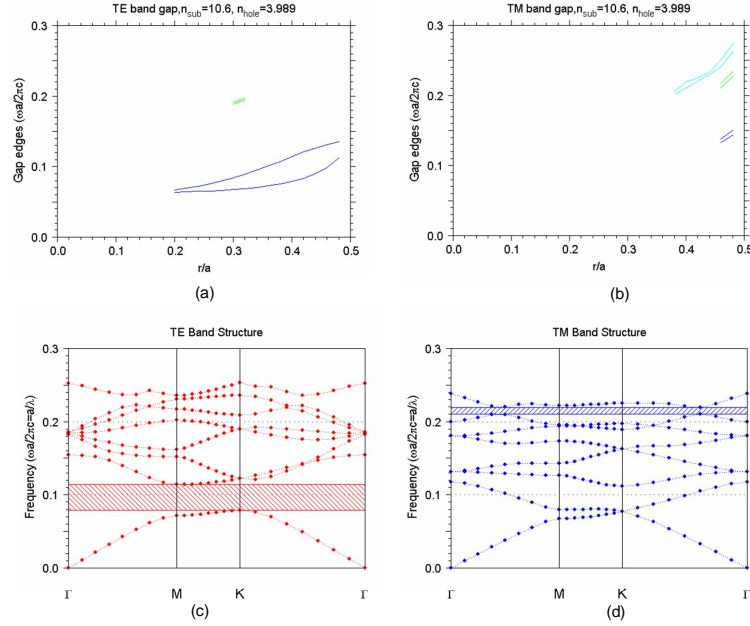 TE band gap,n_sub=10.6, n_hole=3.989
Gap edges (ωa/2πc)
0.3
0.2
0.1
0.0
0.0 0.1 0.2 0.3 0.4 0.5
r/a
(a)
TM band gap,n_sub=10.6, n_hole=3.989
Gap edges (ωa/2πc)
0.3
0.2
0.1
0.0
0.0 0.1 0.2 0.3 0.4 0.5
r/a
(b)
TE Band Structure
Frequency (ωa/2πc=a/λ)
0.3
0.2
0.1
0.0
Γ M K Γ
(c)
TM Band Structure
Frequency (ωa/2πc=a/λ)
0.3
0.2
0.1
0.0
Γ M K Γ
(d)